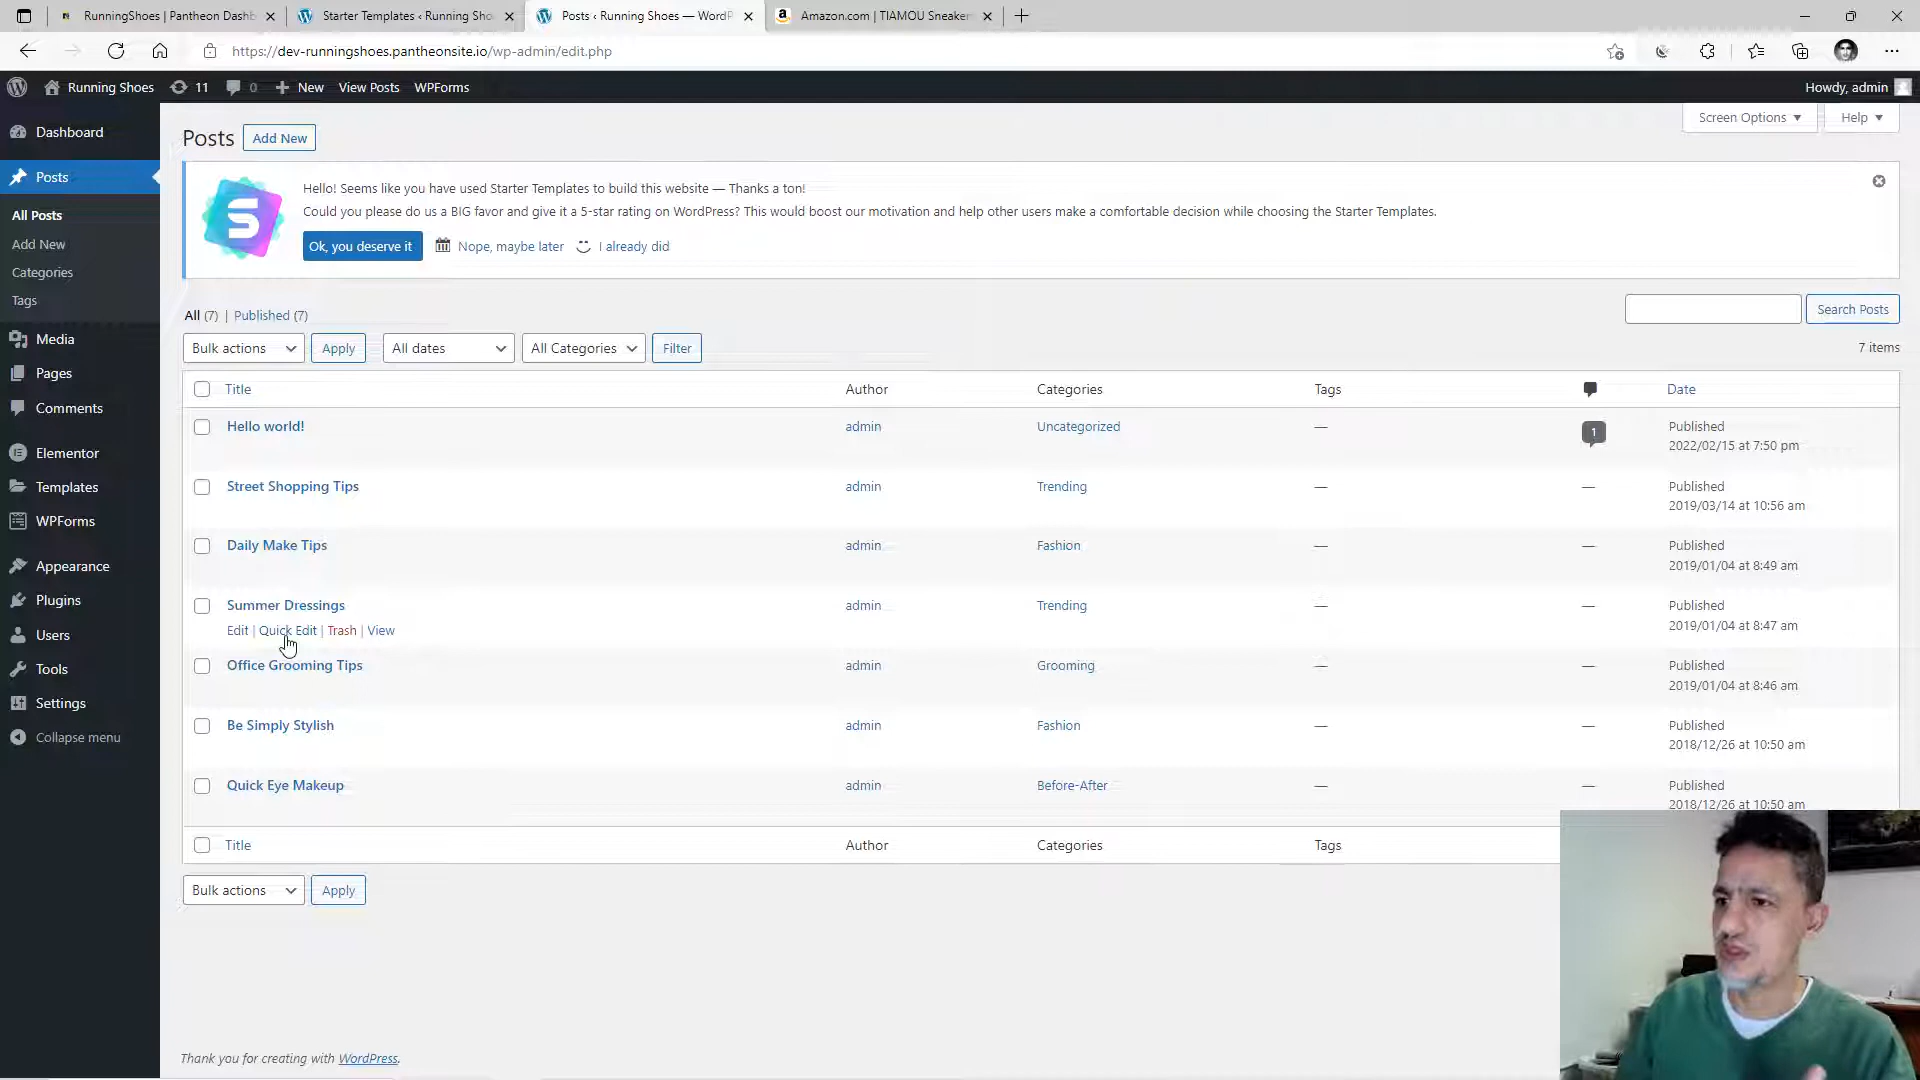 RunningShoes | Pantheon Dashb
Starter Templates ‹ Running Sho
Posts ‹ Running Shoes — WordP
Amazon.com | TIAMOU Sneaker
https://dev-runningshoes.pantheonsite.io/wp-admin/edit.php
Running Shoes 11 0 New View Posts WPForms Howdy, admin
Dashboard
Posts
All Posts
Add New
Categories
Tags
Media
Pages
Comments
Elementor
Templates
WPForms
Appearance
Plugins
Users
Tools
Settings
Collapse menu
Screen Options Help
Posts Add New
Hello! Seems like you have used Starter Templates to build this website — Thanks a ton!
Could you please do us a BIG favor and give it a 5-star rating on WordPress? This would boost our motivation and help other users make a comfortable decision while choosing the Starter Templates.
Ok, you deserve it Nope, maybe later I already did
All (7) | Published (7)
Search Posts
Bulk actions Apply All dates All Categories Filter
7 items
Title Author Categories Tags Date
Hello world! admin Uncategorized — 1 Published
2022/02/15 at 7:50 pm
Street Shopping Tips admin Trending — — Published
2019/03/14 at 10:56 am
Daily Make Tips admin Fashion — — Published
2019/01/04 at 8:49 am
Summer Dressings admin Trending — — Published
Edit | Quick Edit | Trash | View 2019/01/04 at 8:47 am
Office Grooming Tips admin Grooming — — Published
2019/01/04 at 8:46 am
Be Simply Stylish admin Fashion — — Published
2018/12/26 at 10:50 am
Quick Eye Makeup admin Before-After — — Published
2018/12/26 at 10:50 am
Title Author Categories Tags
Bulk actions Apply
Thank you for creating with WordPress.